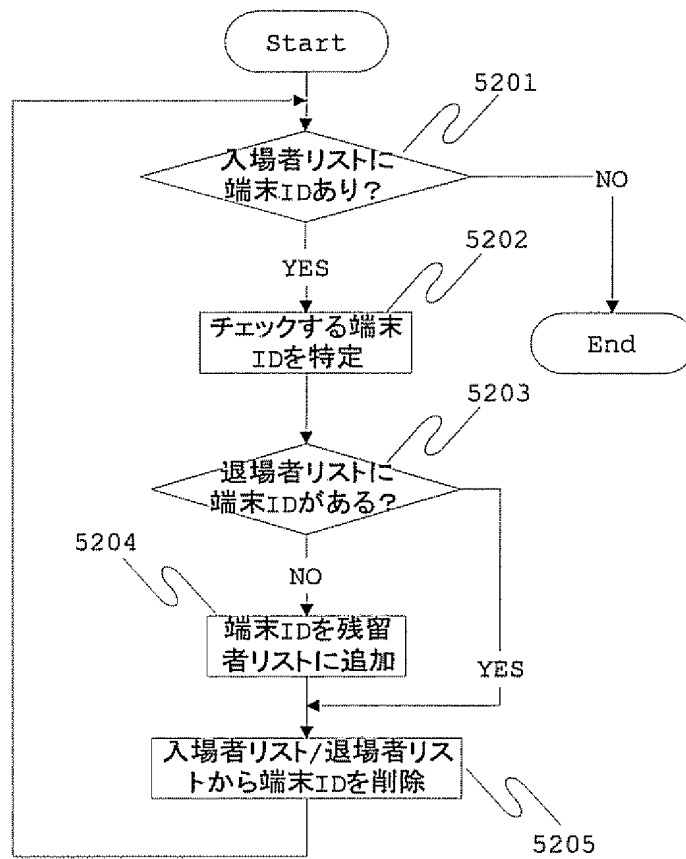 Start
5201
入場者リストに
端末IDあり？
NO
5202
YES
チェックする端末
IDを特定
End
5203
退場者リストに
端末IDがある？
5204
NO
端末IDを残留
者リストに追加
YES
入場者リスト/退場者リス
トから端末IDを削除
5205